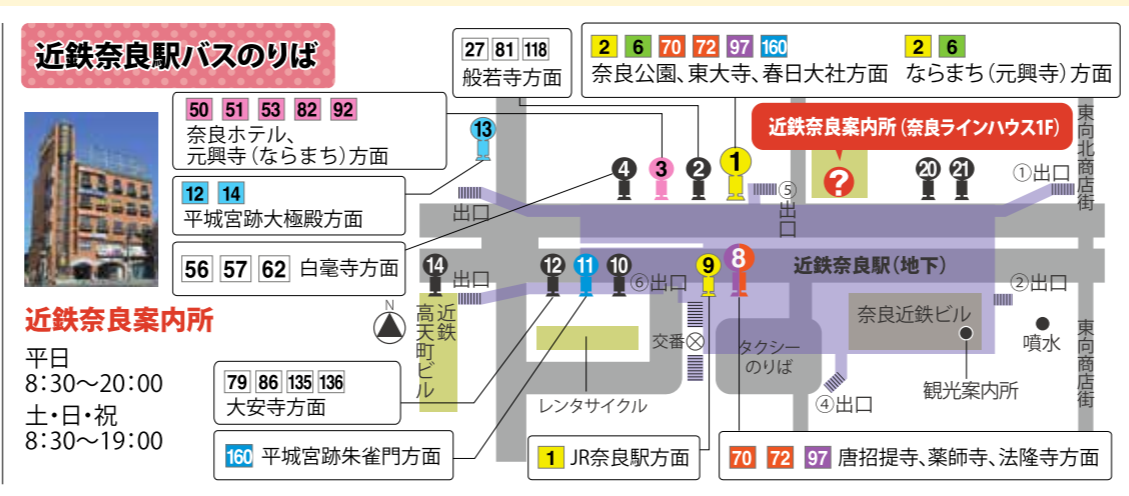 近鉄奈良駅バスのりば
27 81 118
般若寺方面
2 6 70 72 97 160
奈良公園、東大寺、春日大社方面
2 6
ならまち(元興寺)方面
50 51 53 82 92
奈良ホテル、
元興寺(ならまち)方面
13
近鉄奈良案内所(奈良ラインハウス1F)
東向北商店街
12 14
平城宮跡大極殿方面
4
3
2
1
?
20
21
①出口
出口
⑤出口
56 57 62 白毫寺方面
14
出口
12
11
10
⑥出口
9
8
近鉄奈良駅(地下)
②出口
近鉄奈良案内所
平日
8:30〜20:00
土・日・祝
8:30〜19:00
N
近鉄
高天町ビル
交番
タクシー
のりば
奈良近鉄ビル
噴水
東向商店街
79 86 135 136
大安寺方面
レンタサイクル
④出口
観光案内所
160 平城宮跡朱雀門方面
1 JR奈良駅方面
70 72 97 唐招提寺、薬師寺、法隆寺方面